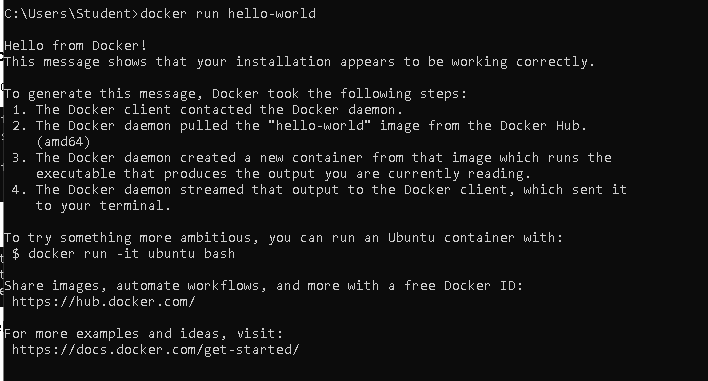 C:\Users\Student>docker run hello-world
Hello from Docker!
This message shows that your installation appears to be working correctly.
To generate this message, Docker took the following steps:
1. The Docker client contacted the Docker daemon.
2. The Docker daemon pulled the "hello-world" image from the Docker Hub.
(amd64)
3. The Docker daemon created a new container from that image which runs the
executable that produces the output you are currently reading.
4. The Docker daemon streamed that output to the Docker client, which sent it
to your terminal.
To try something more ambitious, you can run an Ubuntu container with:
$ docker run -it ubuntu bash
Share images, automate workflows, and more with a free Docker ID:
https://hub.docker.com/
For more examples and ideas, visit:
https://docs.docker.com/get-started/